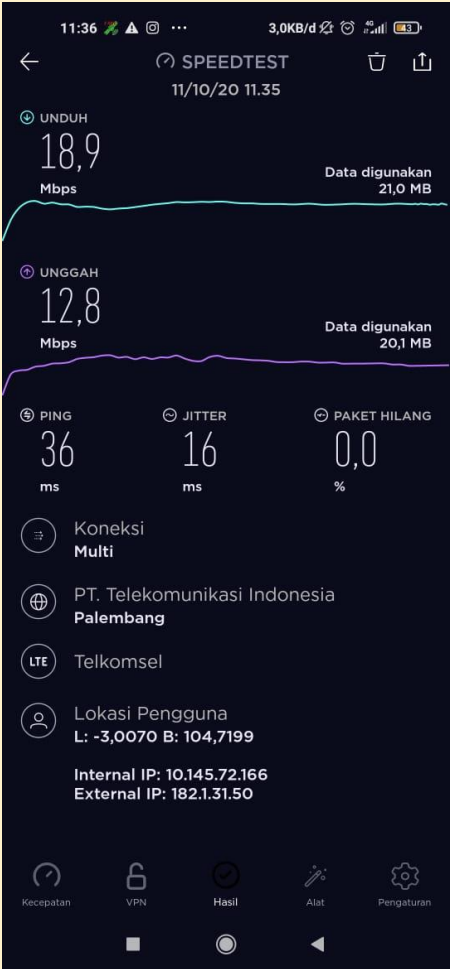 11:36 ... 3,0KB/d 4G 43
SPEEDTEST
11/10/20 11.35
UNDUH
18,9
Mbps
Data digunakan
21,0 MB
UNGGAH
12,8
Mbps
Data digunakan
20,1 MB
PING JITTER PAKET HILANG
36 16 0,0
ms ms %
Koneksi
Multi
PT. Telekomunikasi Indonesia
Palembang
LTE Telkomsel
Lokasi Pengguna
L: -3,0070 B: 104,7199
Internal IP: 10.145.72.166
External IP: 182.1.31.50
Kecepatan VPN Hasil Alat Pengaturan